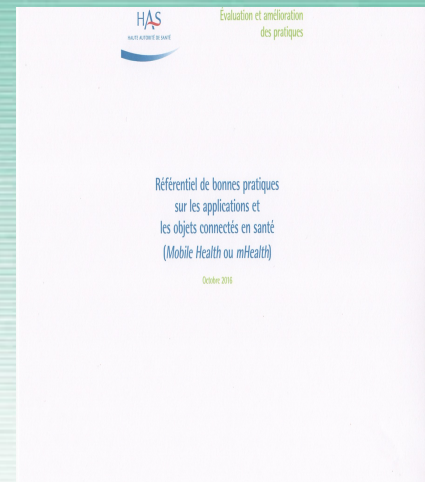 HAS
HAUTE AUTORITÉ DE SANTÉ
Évaluation et amélioration
des pratiques
Référentiel de bonnes pratiques
sur les applications et
les objets connectés en santé
(Mobile Health ou mHealth)
Octobre 2016